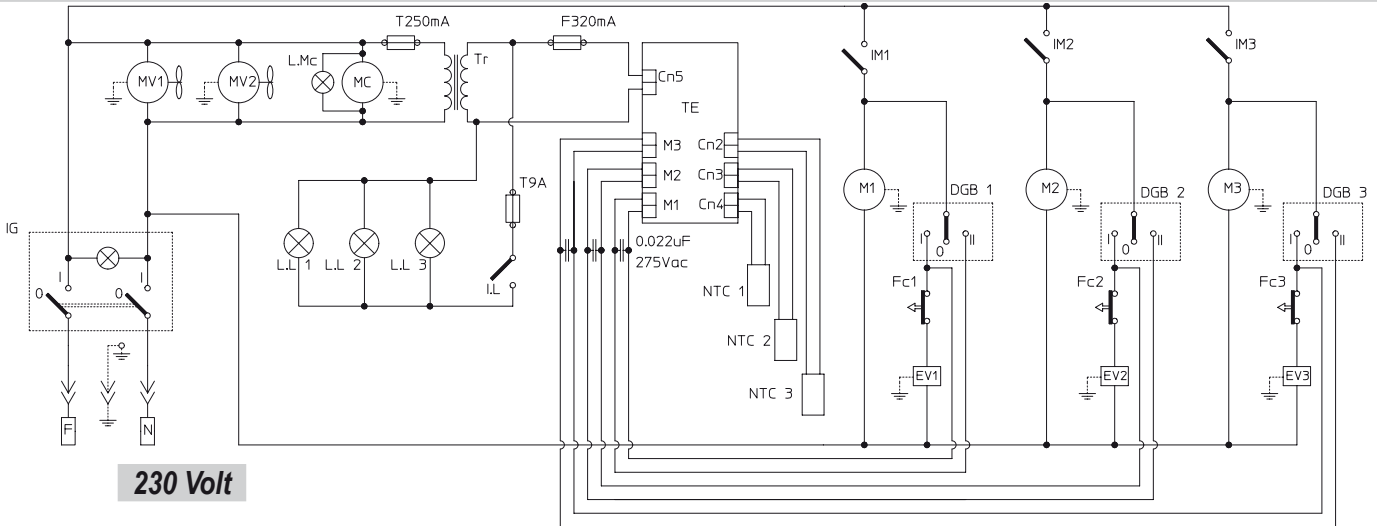 T250mA
F320mA
IM1
IM2
IM3
L.Mc
Tr
MV1
MV2
MC
Cn5
TE
M3
Cn2
M2
Cn3
M1
Cn4
T9A
M1
M2
M3
DGB 1
DGB 2
DGB 3
IG
I
I
0
0
L.L 1
L.L 2
L.L 3
I.L
0.022uF
275Vac
I
0
II
I
0
II
I
0
II
NTC 1
NTC 2
NTC 3
Fc1
Fc2
Fc3
EV1
EV2
EV3
F
N
230 Volt